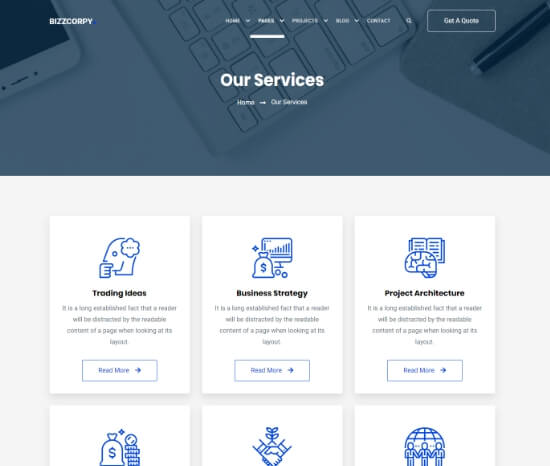 BIZZCORPY
HOME PAGES PROJECTS BLOG CONTACT Get A Quote
Our Services
Home → Our Services
Trading Ideas
It is a long established fact that a reader
will be distracted by the readable
content of a page when looking at its
layout.
Read More →
Business Strategy
It is a long established fact that a reader
will be distracted by the readable
content of a page when looking at its
layout.
Read More →
Project Architecture
It is a long established fact that a reader
will be distracted by the readable
content of a page when looking at its
layout.
Read More →